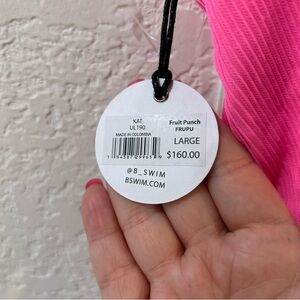 KAT
UL190
MADE IN COLOMBIA
Fruit Punch
FRUPU
LARGE
$160.00
@B_SWIM
BSWIM.COM